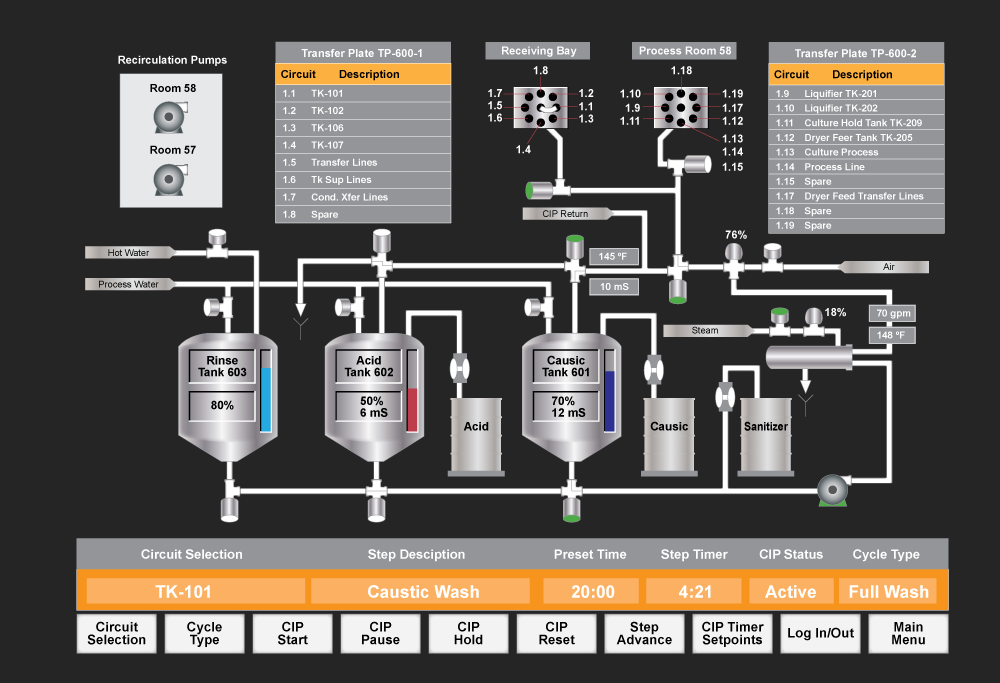 Recirculation Pumps
Room 58
Room 57
Transfer Plate TP-600-1
Circuit Description
1.1 TK-101
1.2 TK-102
1.3 TK-106
1.4 TK-107
1.5 Transfer Lines
1.6 Tk Sup Lines
1.7 Cond. Xfer Lines
1.8 Spare
Receiving Bay
1.8
1.7 1.2
1.5 1.1
1.6 1.3
1.4
Process Room 58
1.18
1.10 1.19
1.9 1.17
1.11 1.12
1.13
1.14
1.15
Transfer Plate TP-600-2
Circuit Description
1.9 Liquifier TK-201
1.10 Liquifier TK-202
1.11 Culture Hold Tank TK-209
1.12 Dryer Feer Tank TK-205
1.13 Culture Process
1.14 Process Line
1.15 Spare
1.17 Dryer Feed Transfer Lines
1.18 Spare
1.19 Spare
CIP Return
76%
Hot Water
145 ºF
Air
Process Water
10 mS
70 gpm
18%
Steam
148 ºF
Rinse
Tank 603
80%
Acid
Tank 602
50%
6 mS
Acid
Causic
Tank 601
70%
12 mS
Causic
Sanitizer
Circuit Selection Step Desciption Preset Time Step Timer CIP Status Cycle Type
TK-101 Caustic Wash 20:00 4:21 Active Full Wash
Circuit
Selection
Cycle
Type
CIP
Start
CIP
Pause
CIP
Hold
CIP
Reset
Step
Advance
CIP Timer
Setpoints
Log In/Out
Main
Menu